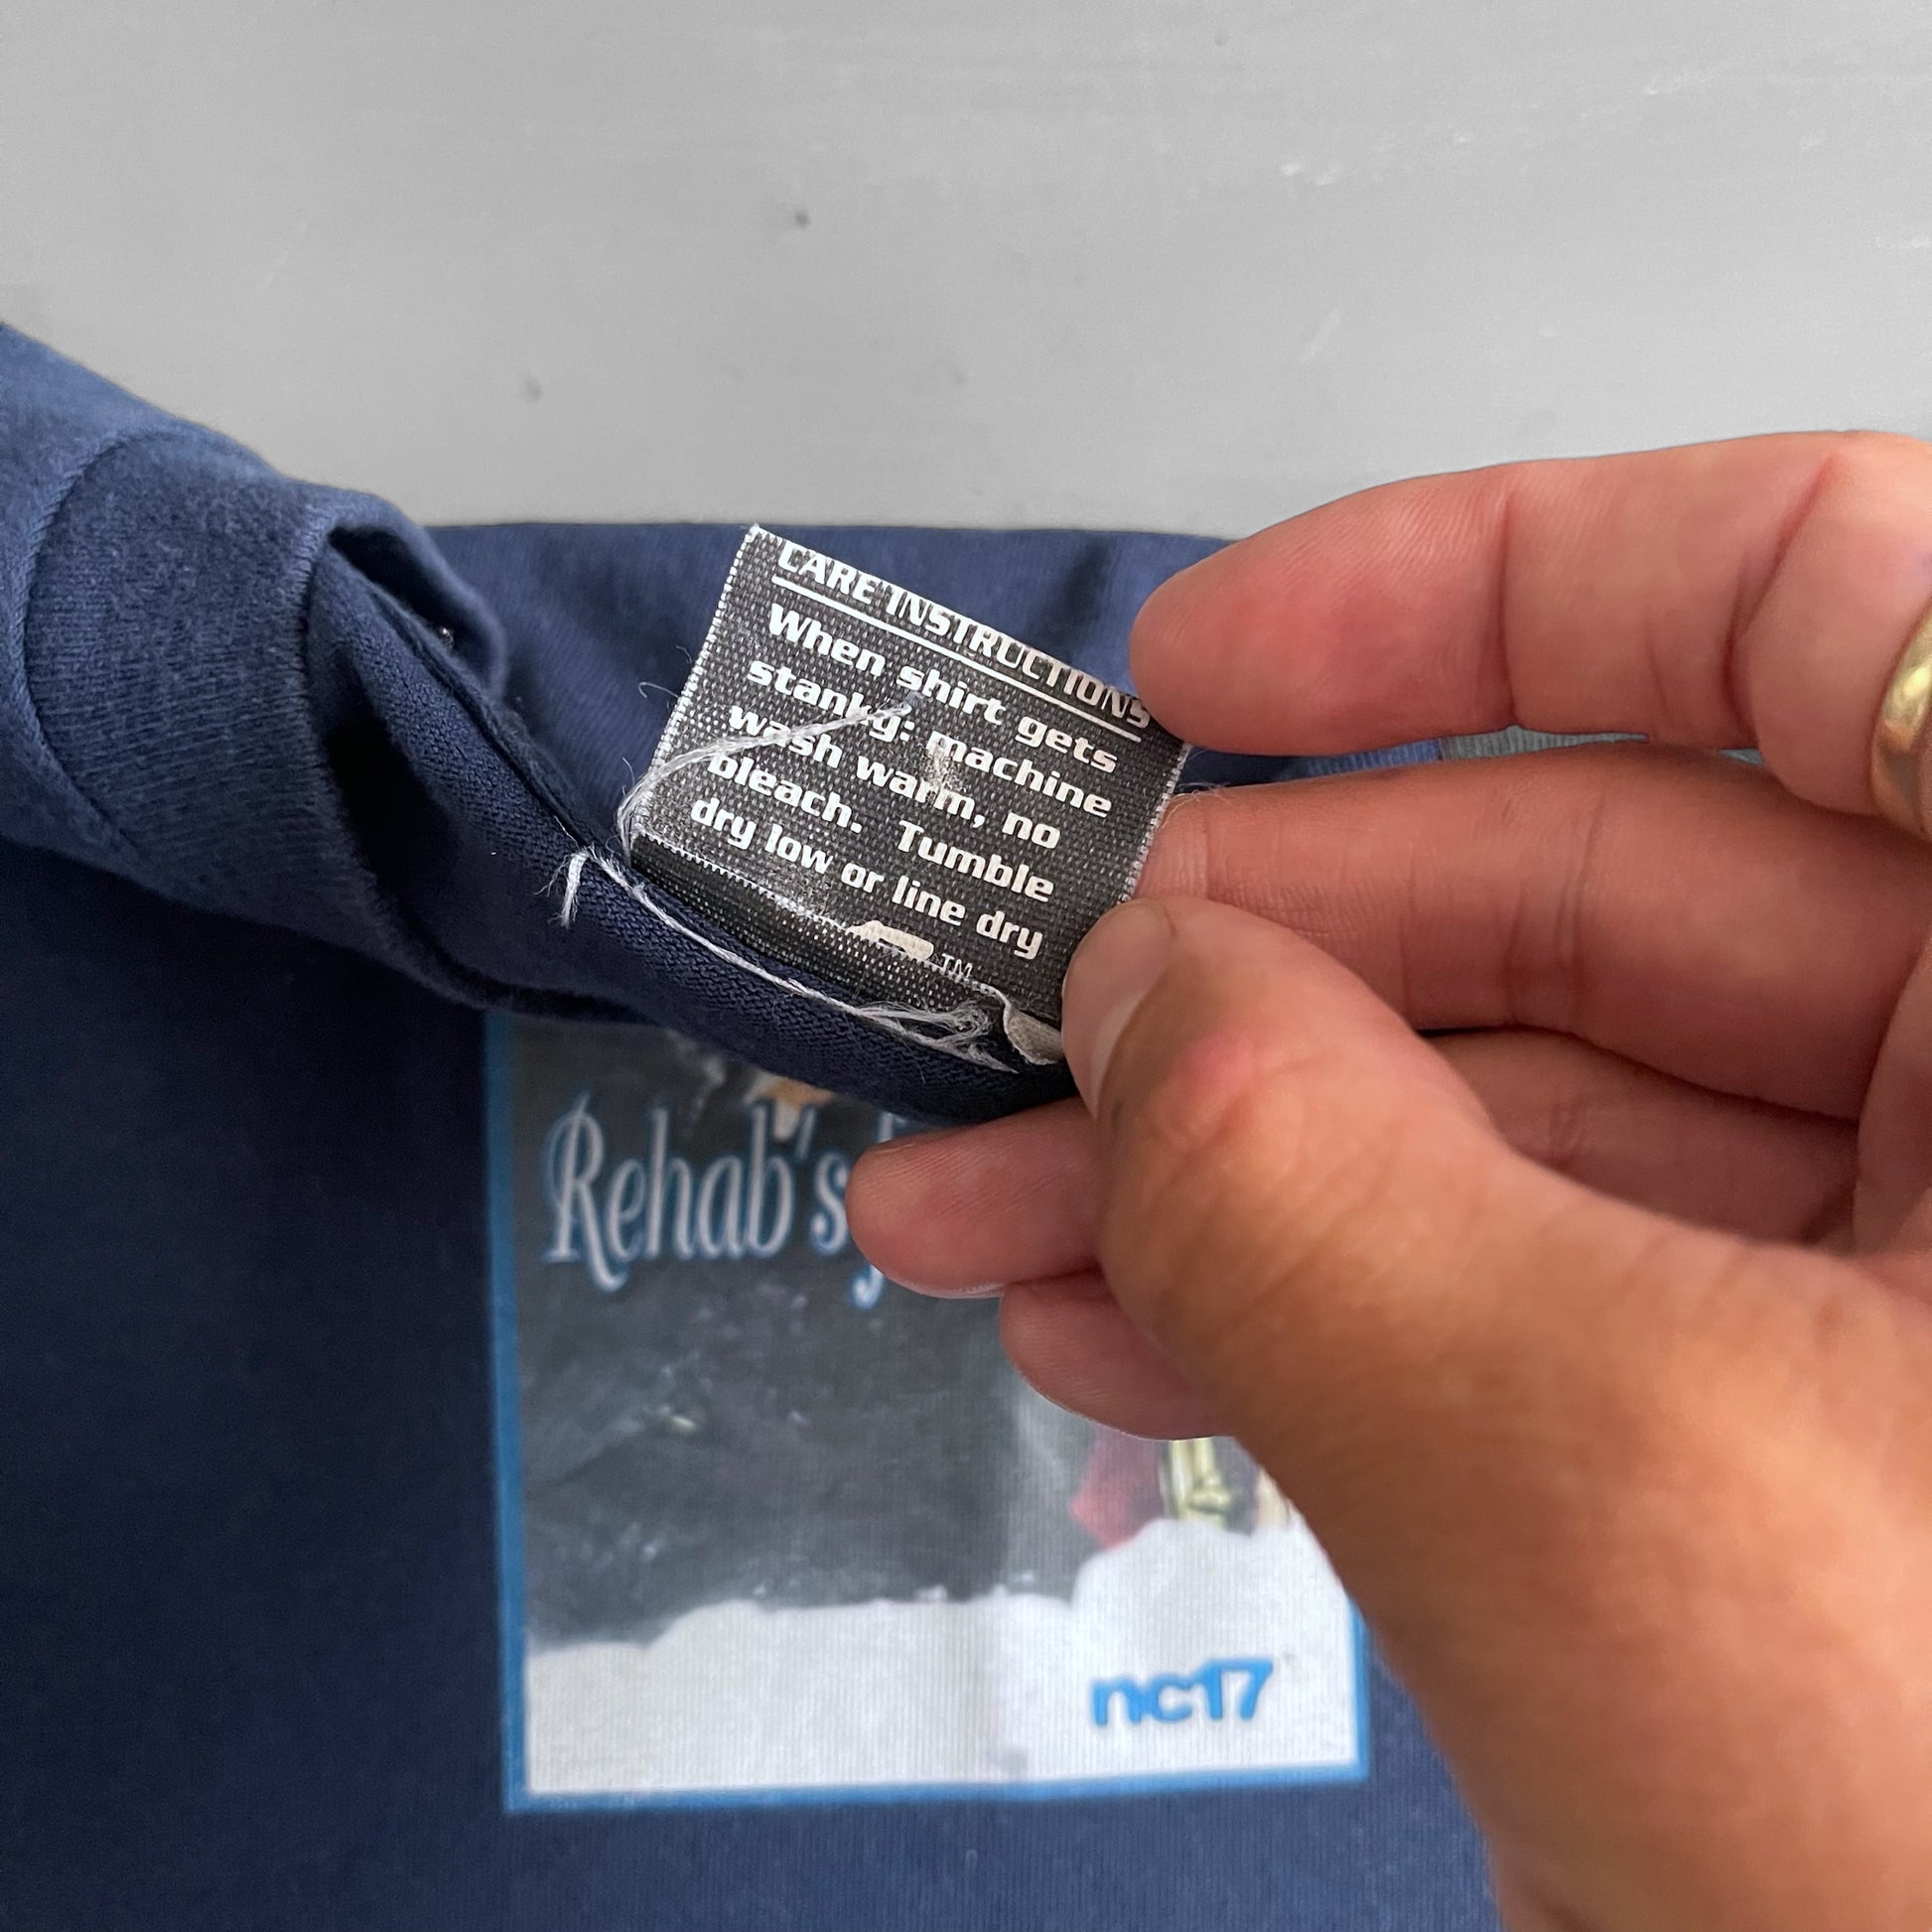 CARE INSTRUCTIONS
When shirt gets
stanky: machine
wash warm, no
bleach. Tumble
dry low or line dry
TM
Rehab's
nc17